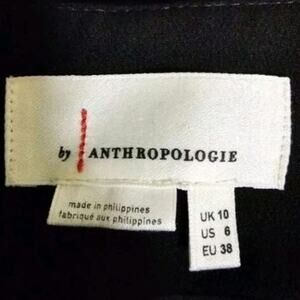 by ANTHROPOLOGIE
made in philippines
fabriqué aux philippines
UK 10
US 6
EU 38